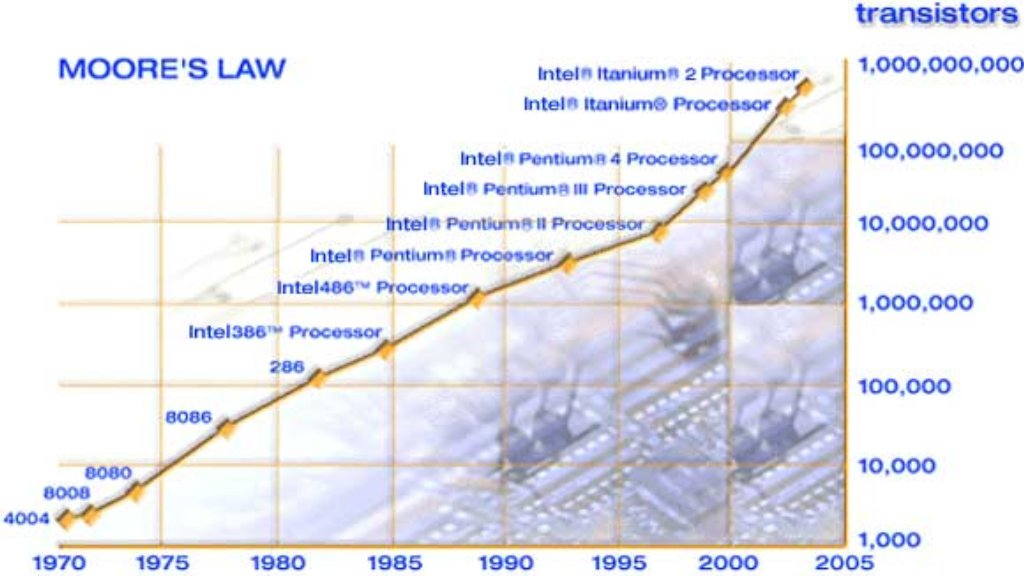 transistors
MOORE'S LAW
1,000,000,000
Intel® Itanium® 2 Processor
Intel® Itanium® Processor
100,000,000
Intel® Pentium® 4 Processor
Intel® Pentium® III Processor
10,000,000
Intel® Pentium® II Processor
Intel® Pentium® Processor
Intel486™ Processor
1,000,000
Intel386™ Processor
286
100,000
8086
10,000
8080
8008
4004
1,000
1970 1975 1980 1985 1990 1995 2000 2005